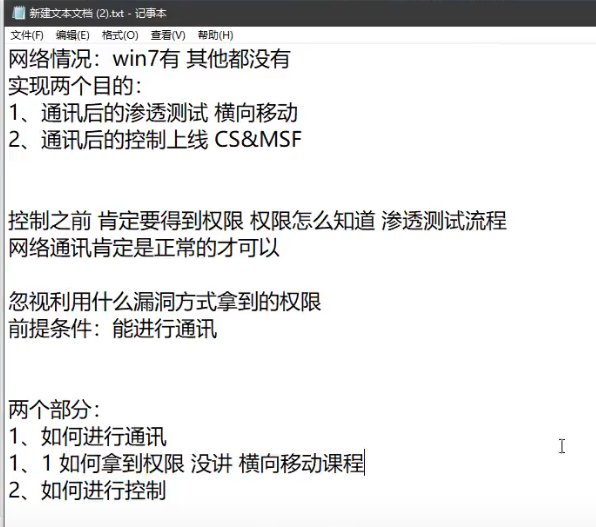 新建文本文档 (2).txt - 记事本
文件(F) 编辑(E) 格式(O) 查看(V) 帮助(H)
网络情况：win7有 其他都没有
实现两个目的：
1、通讯后的渗透测试 横向移动
2、通讯后的控制上线 CS&MSF
控制之前 肯定要得到权限 权限怎么知道 渗透测试流程
网络通讯肯定是正常的才可以
忽视利用什么漏洞方式拿到的权限
前提条件：能进行通讯
两个部分：
1、如何进行通讯
1、1 如何拿到权限 没讲 横向移动课程
2、如何进行控制